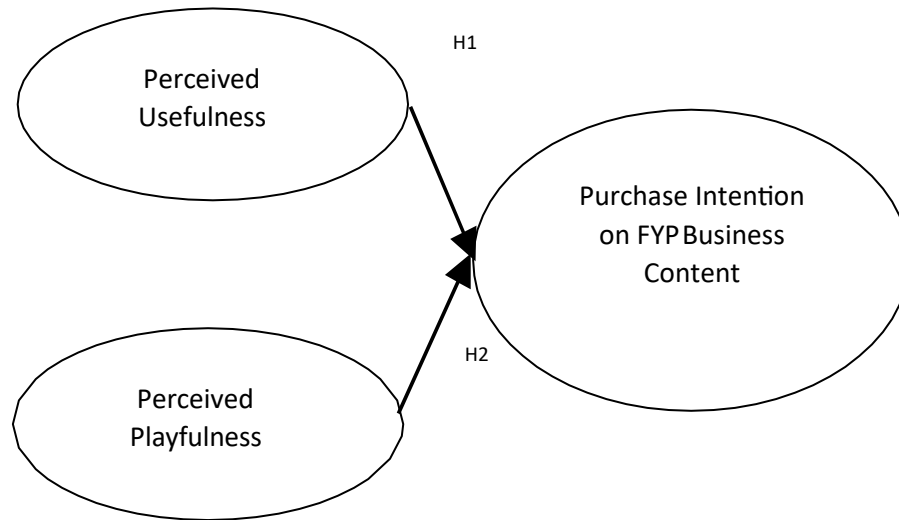 H1
Perceived
Usefulness
Purchase Intention
on FYP Business
Content
H2
Perceived
Playfulness